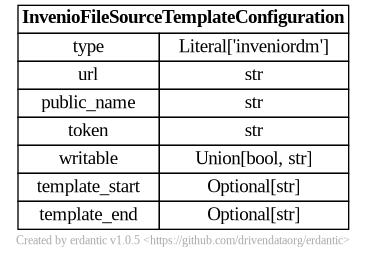 InvenioFileSourceTemplateConfiguration
type Literal['inveniordm']
url str
public_name str
token str
writable Union[bool, str]
template_start Optional[str]
template_end Optional[str]
Created by erdantic v1.0.5 <https://github.com/drivendataorg/erdantic>